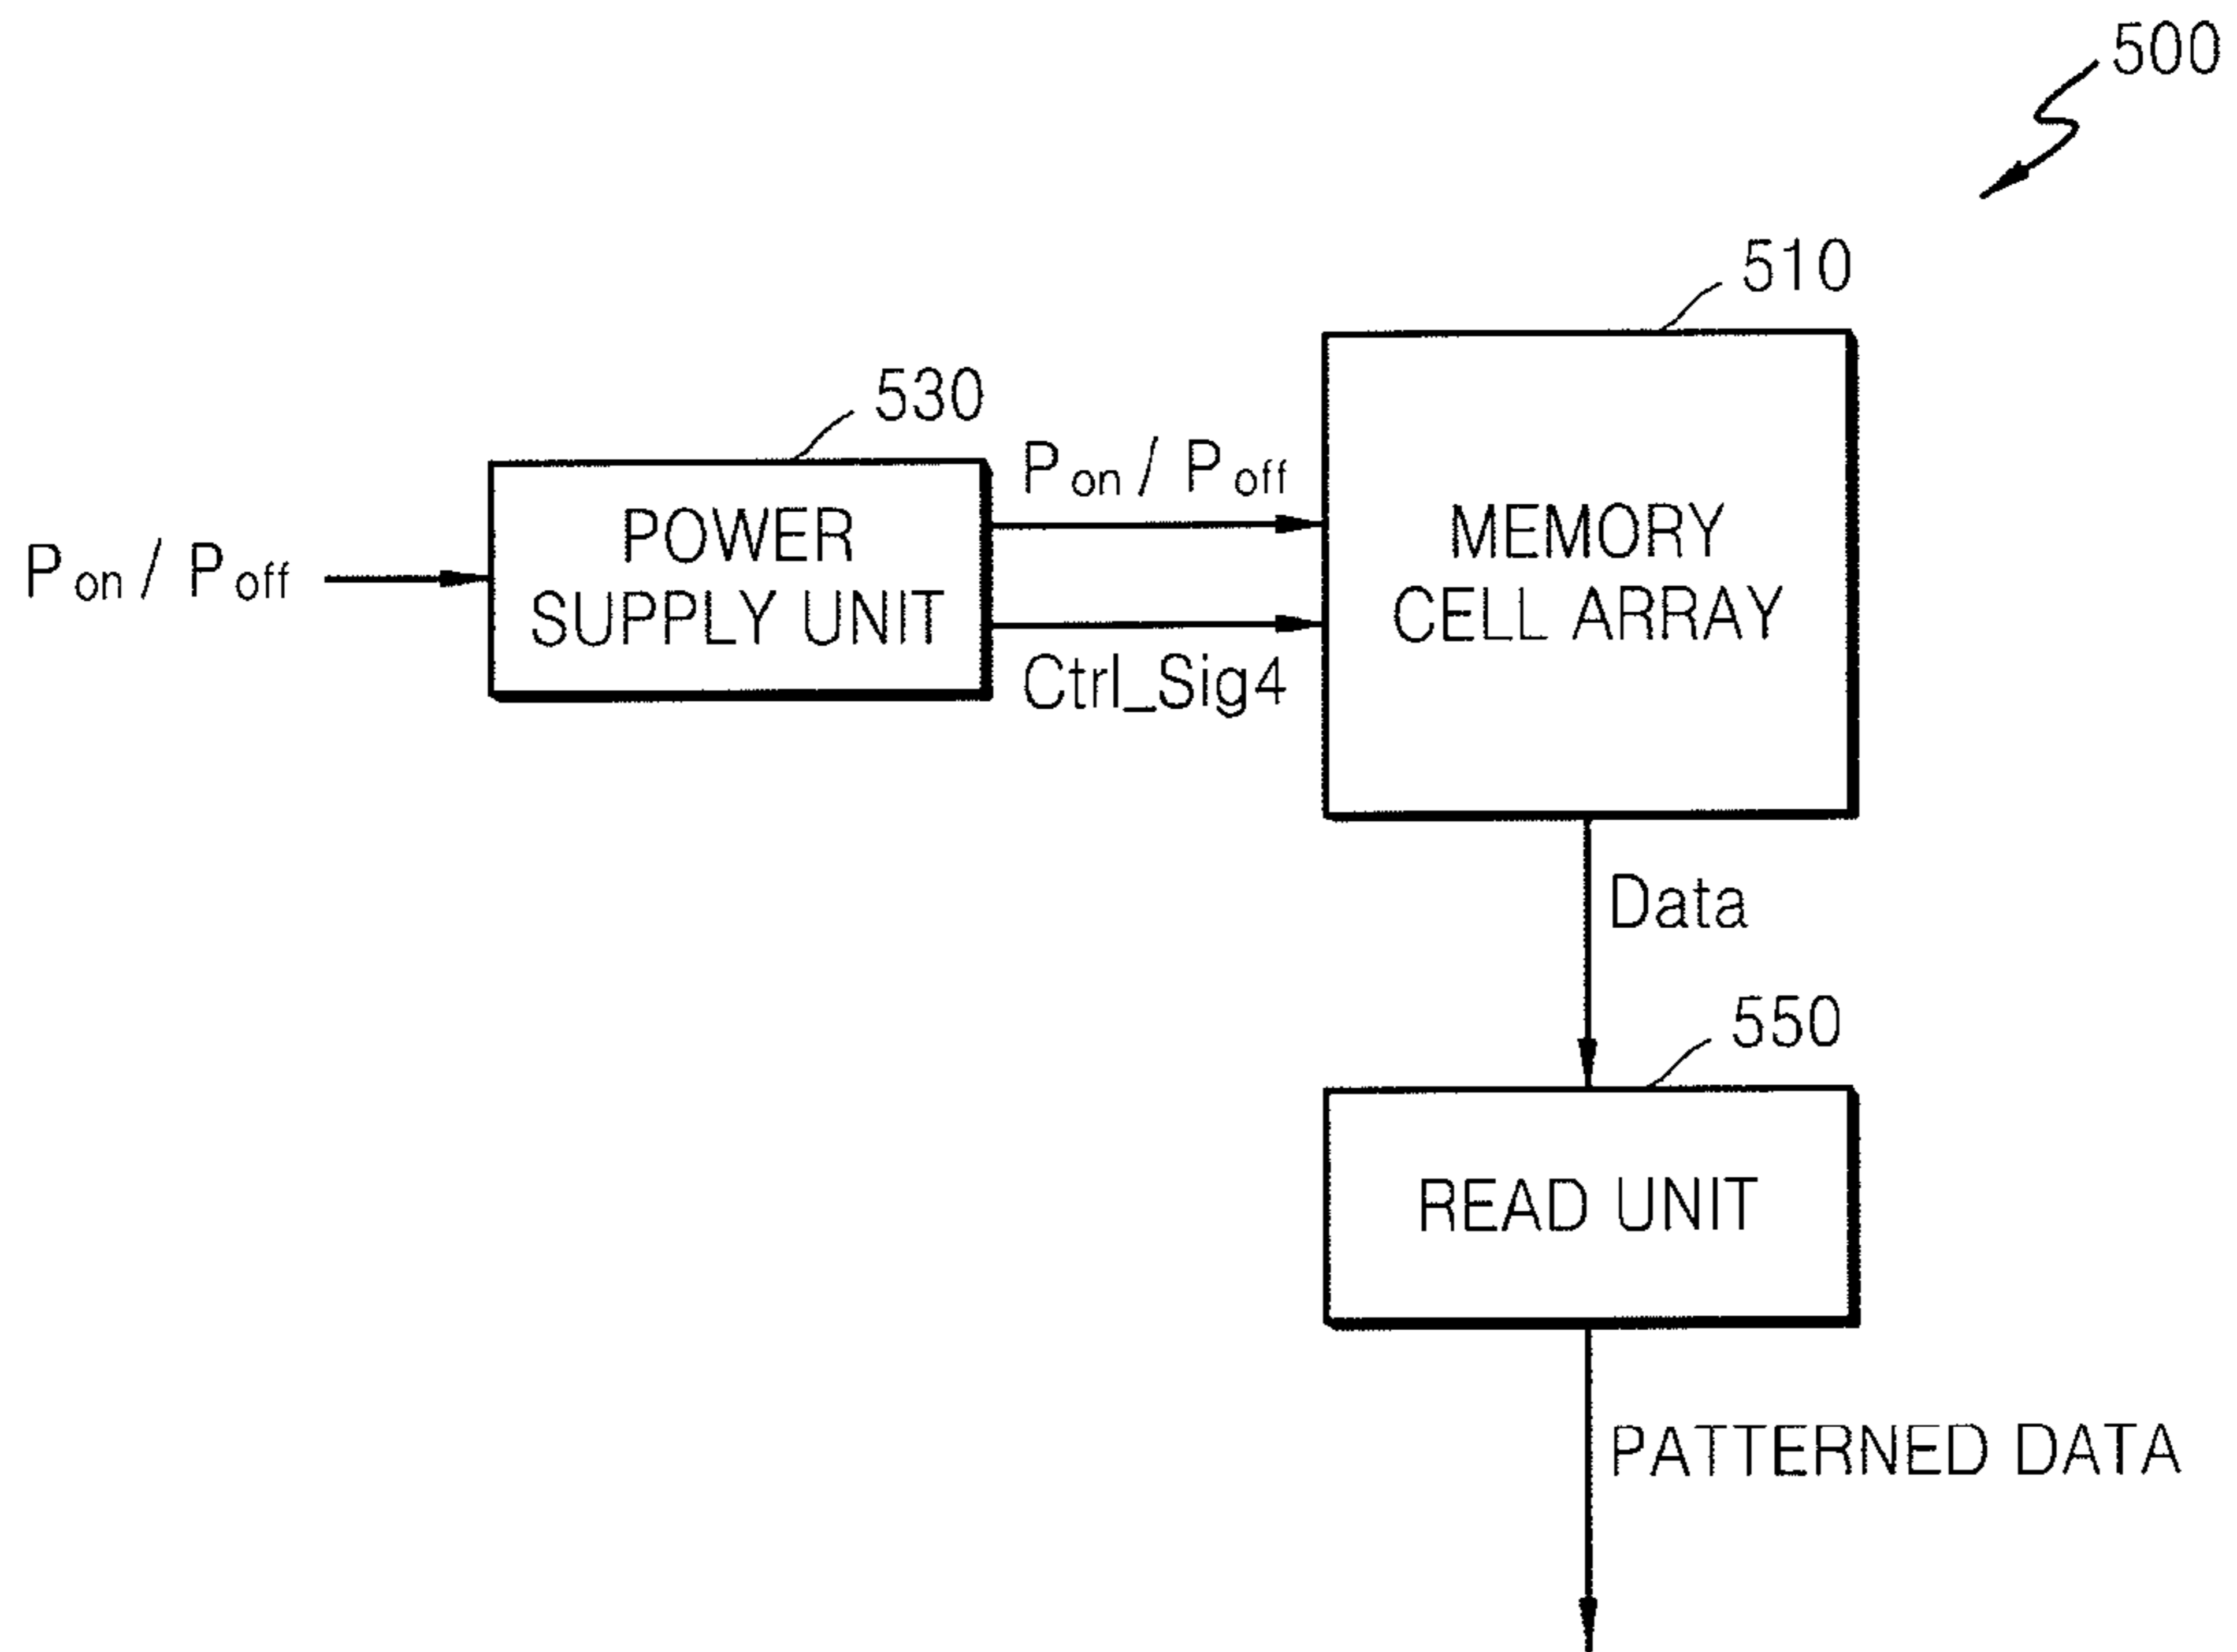 500
510
530
Pon / Poff
POWER
SUPPLY UNIT
Pon / Poff
Ctrl_Sig4
MEMORY
CELL ARRAY
Data
550
READ UNIT
PATTERNED DATA